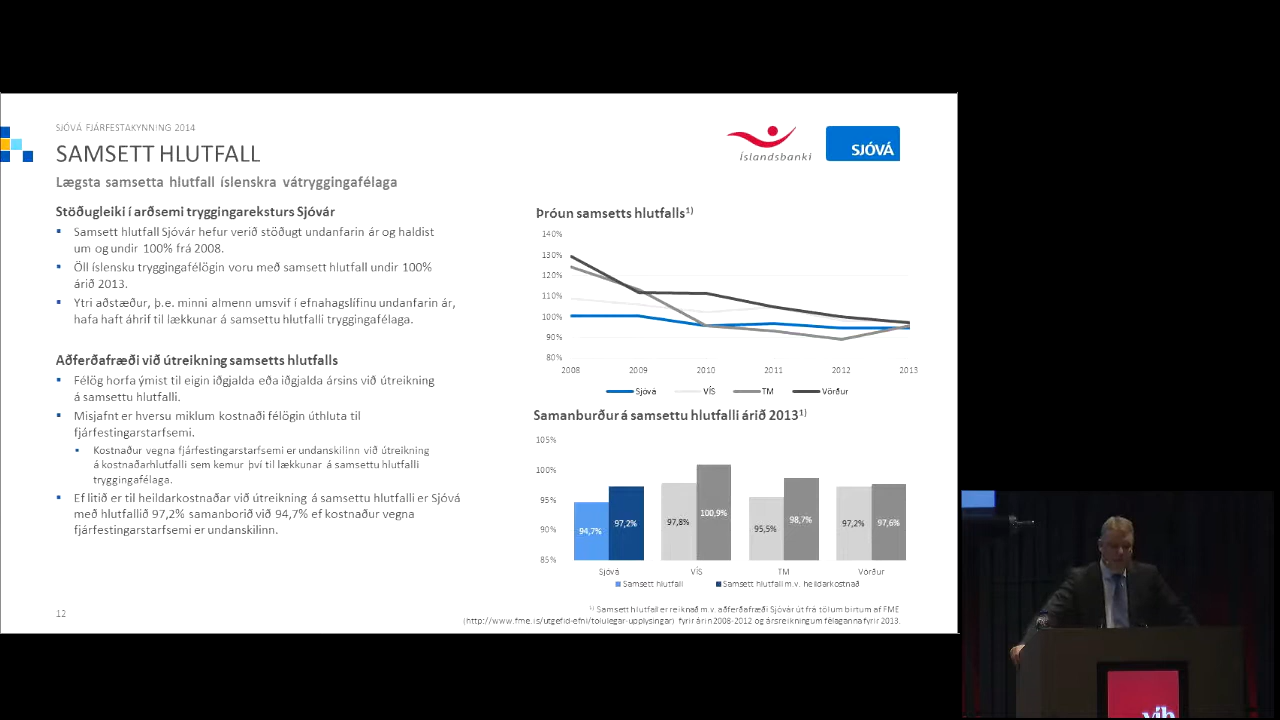 SJÓVÁ FJÁRFESTAKYNNING 2014
SAMSETT HLUTFALL
Íslandsbanki
SJÓVÁ
Lægsta samsetta hlutfall íslenskra vátryggingafélaga
Stöðugleiki í arðsemi tryggingareksturs Sjóvár
Samsett hlutfall Sjóvár hefur verið stöðugt undanfarin ár og haldist
um og undir 100% frá 2008.
Öll íslensku tryggingafélögin voru með samsett hlutfall undir 100%
árið 2013.
Ytri aðstæður, þ.e. minni almenn umsvif í efnahagslífinu undanfarin ár,
hafa haft áhrif til lækkunar á samsettu hlutfalli tryggingafélaga.
Aðferðafræði við útreikning samsetts hlutfalls
Félög horfa ýmist til eigin iðgjalda eða iðgjalda ársins við útreikning
á samsettu hlutfalli.
Misjafnt er hversu miklum kostnaði félögin úthluta til
fjárfestingarstarfsemi.
Kostnaður vegna fjárfestingarstarfsemi er undanskilinn við útreikning
á kostnaðarhlutfalli sem kemur því til lækkunar á samsettu hlutfalli
tryggingafélaga.
Ef litið er til heildarkostnaðar við útreikning á samsettu hlutfalli er Sjóvá
með hlutfallið 97,2% samanborið við 94,7% ef kostnaður vegna
fjárfestingarstarfsemi er undanskilinn.
Þróun samsetts hlutfalls1)
140%
130%
120%
110%
100%
90%
80%
2008 2009 2010 2011 2012 2013
Sjóvá VÍS TM Vörður
Samanburður á samsettu hlutfalli árið 20131)
105%
100%
95%
90%
85%
94,7% 97,2% 97,8% 100,9% 95,5% 98,7% 97,2% 97,6%
Sjóvá VÍS TM Vörður
Samsett hlutfall Samsett hlutfall m.v. heildarkostnað
1) Samsett hlutfall er reiknað m.v. aðferðafræði Sjóvár út frá tölum birtum af FME
(http://www.fme.is/utgefid-efni/tolulegar-upplysingar) fyrir árin 2008-2012 og ársreikningum félaganna fyrir 2013.
12
víb